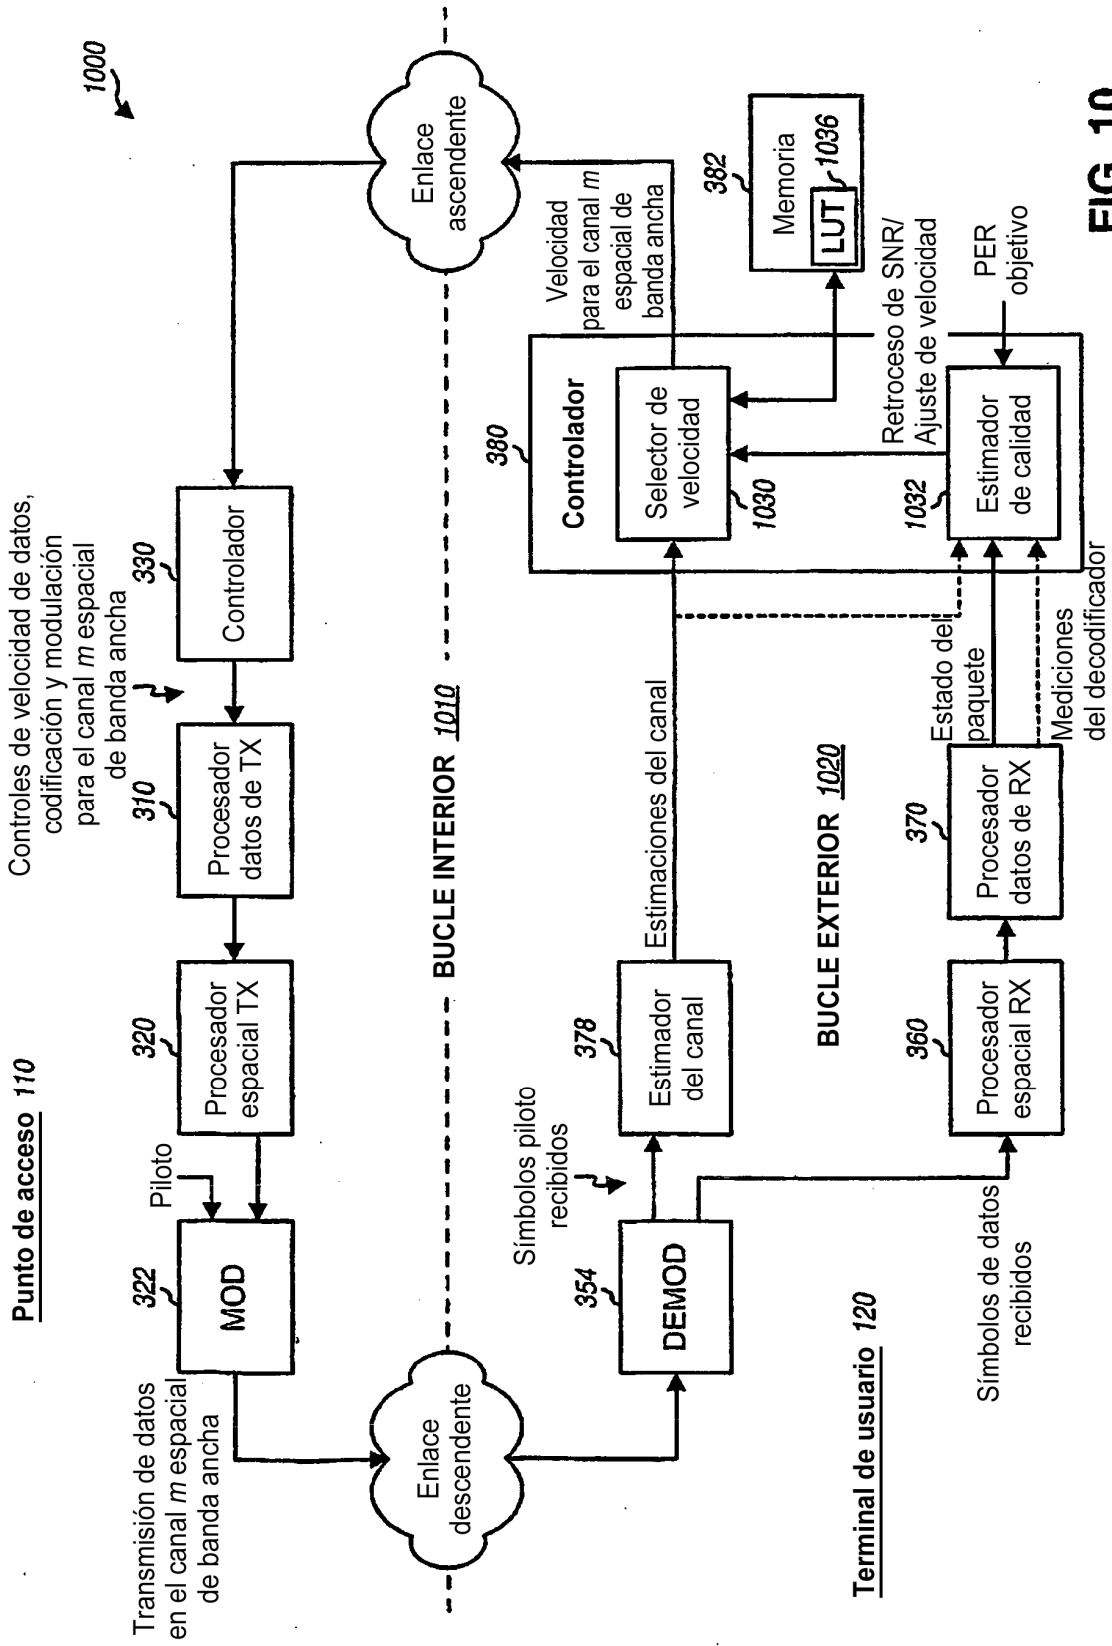 1000
Punto de acceso 110
Controles de velocidad de datos,
codificación y modulación
para el canal m espacial
de banda ancha
Transmisión de datos
en el canal m espacial
de banda ancha
322
MOD
Piloto
320
Procesador
espacial TX
310
Procesador
datos de TX
330
Controlador
Enlace
descendente
BUCLE INTERIOR 1010
Enlace
ascendente
Símbolos piloto
recibidos
354
DEMOD
378
Estimador
del canal
Estimaciones del canal
380
Controlador
Selector de
velocidad
1030
Velocidad
para el canal m
espacial de
banda ancha
382
Memoria
LUT
1036
BUCLE EXTERIOR 1020
Retroceso de SNR/
Ajuste de velocidad
Terminal de usuario 120
Símbolos de datos
recibidos
360
Procesador
espacial RX
370
Procesador
datos de RX
Estado del
paquete
Mediciones
del decodificador
1032
Estimador
de calidad
PER
objetivo
FIG. 10